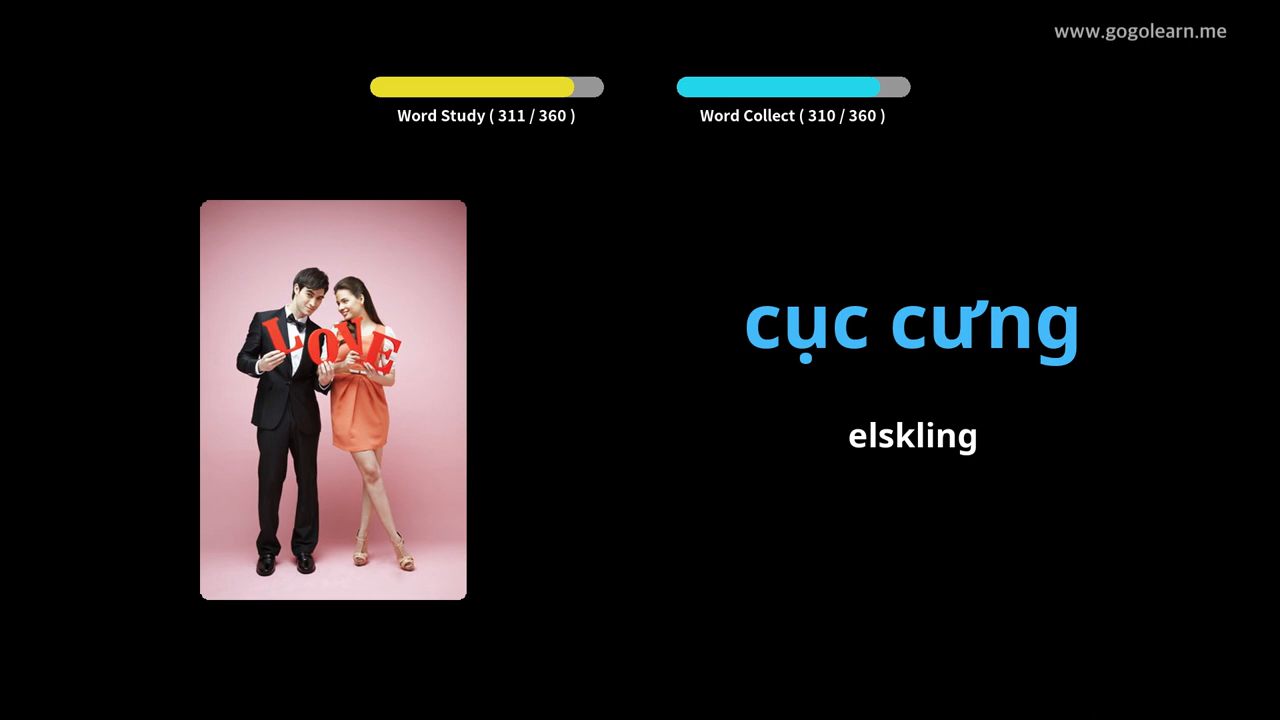 www.gogolearn.me
Word Study ( 311 / 360 )
Word Collect ( 310 / 360 )
LOVE
cục cưng
elskling